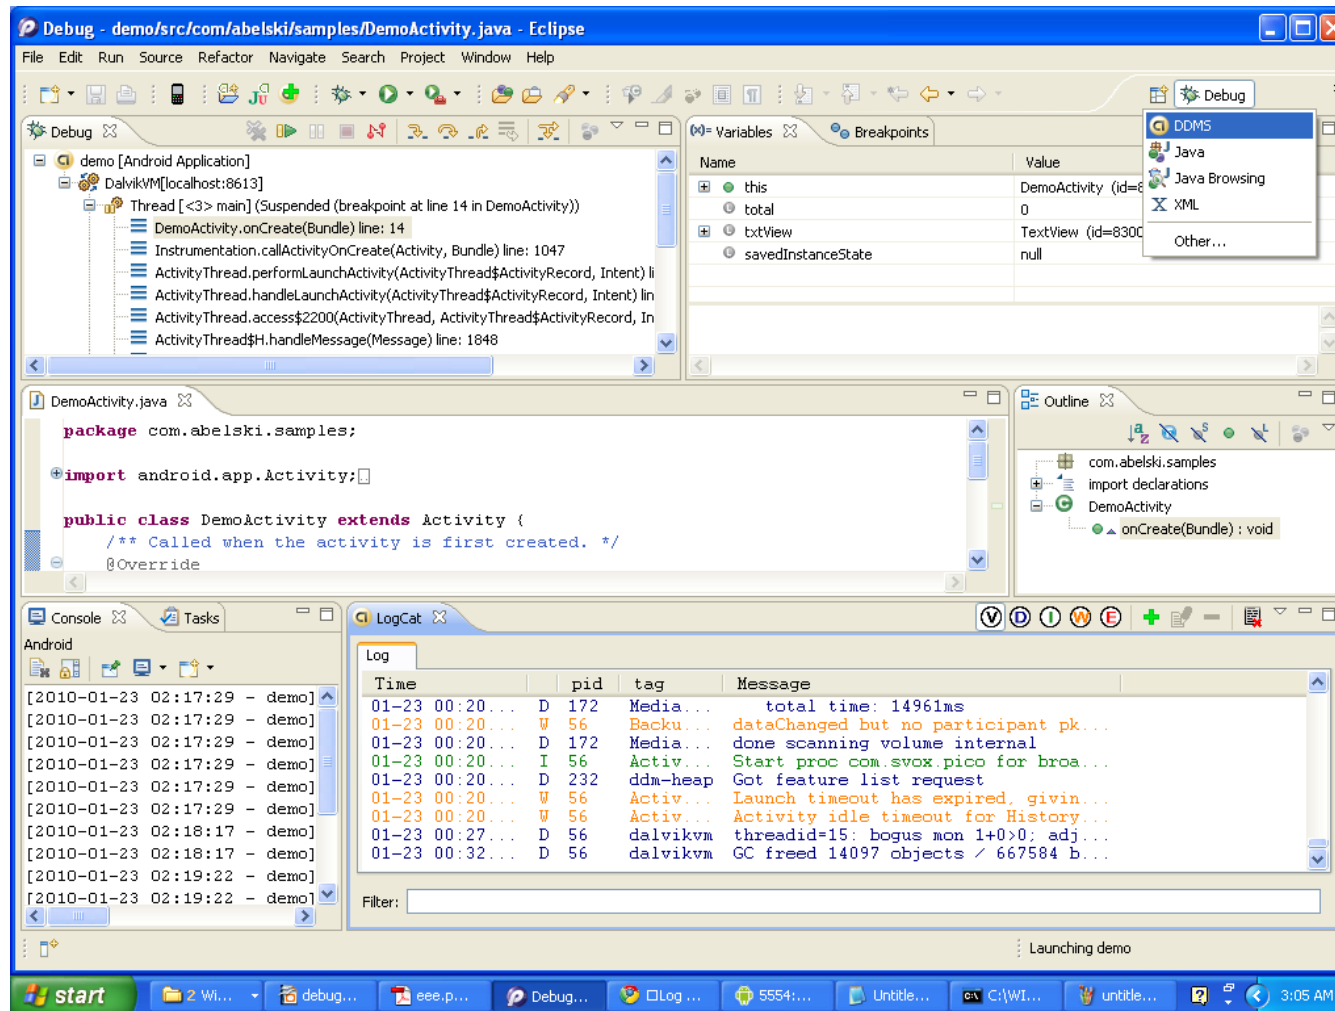 Debug - demo/src/com/abelski/samples/DemoActivity.java - Eclipse
File Edit Run Source Refactor Navigate Search Project Window Help
Debug
DDMS
Java
Java Browsing
XML
Other...
Debug
demo [Android Application]
DalvikVM[localhost:8613]
Thread [<3> main] (Suspended (breakpoint at line 14 in DemoActivity))
DemoActivity.onCreate(Bundle) line: 14
Instrumentation.callActivityOnCreate(Activity, Bundle) line: 1047
ActivityThread.performLaunchActivity(ActivityThread$ActivityRecord, Intent) li
ActivityThread.handleLaunchActivity(ActivityThread$ActivityRecord, Intent) lin
ActivityThread.access$2200(ActivityThread, ActivityThread$ActivityRecord, In
ActivityThread$H.handleMessage(Message) line: 1848
(x)= Variables Breakpoints
Name Value
this DemoActivity (id=8
total 0
txtView TextView (id=8300
savedInstanceState null
DemoActivity.java
package com.abelski.samples;
import android.app.Activity;
public class DemoActivity extends Activity {
/** Called when the activity is first created. */
@Override
Outline
com.abelski.samples
import declarations
DemoActivity
onCreate(Bundle) : void
Console Tasks
Android
[2010-01-23 02:17:29 - demo]
[2010-01-23 02:17:29 - demo]
[2010-01-23 02:17:29 - demo]
[2010-01-23 02:17:29 - demo]
[2010-01-23 02:17:29 - demo]
[2010-01-23 02:17:29 - demo]
[2010-01-23 02:18:17 - demo]
[2010-01-23 02:18:17 - demo]
[2010-01-23 02:19:22 - demo]
[2010-01-23 02:19:22 - demo]
LogCat
V D I W E
Log
Time pid tag Message
01-23 00:20... D 172 Media... total time: 14961ms
01-23 00:20... W 56 Backu... dataChanged but no participant pk...
01-23 00:20... D 172 Media... done scanning volume internal
01-23 00:20... I 56 Activ... Start proc com.svox.pico for broa...
01-23 00:20... D 232 ddm-heap Got feature list request
01-23 00:20... W 56 Activ... Launch timeout has expired, givin...
01-23 00:20... W 56 Activ... Activity idle timeout for History...
01-23 00:27... D 56 dalvikvm threadid=15: bogus mon 1+0>0; adj...
01-23 00:32... D 56 dalvikvm GC freed 14097 objects / 667584 b...
Filter:
Launching demo
start
2 Wi...
debug...
eee.p...
Debug...
Log ...
5554:...
Untitle...
C:\WI...
untitle...
3:05 AM